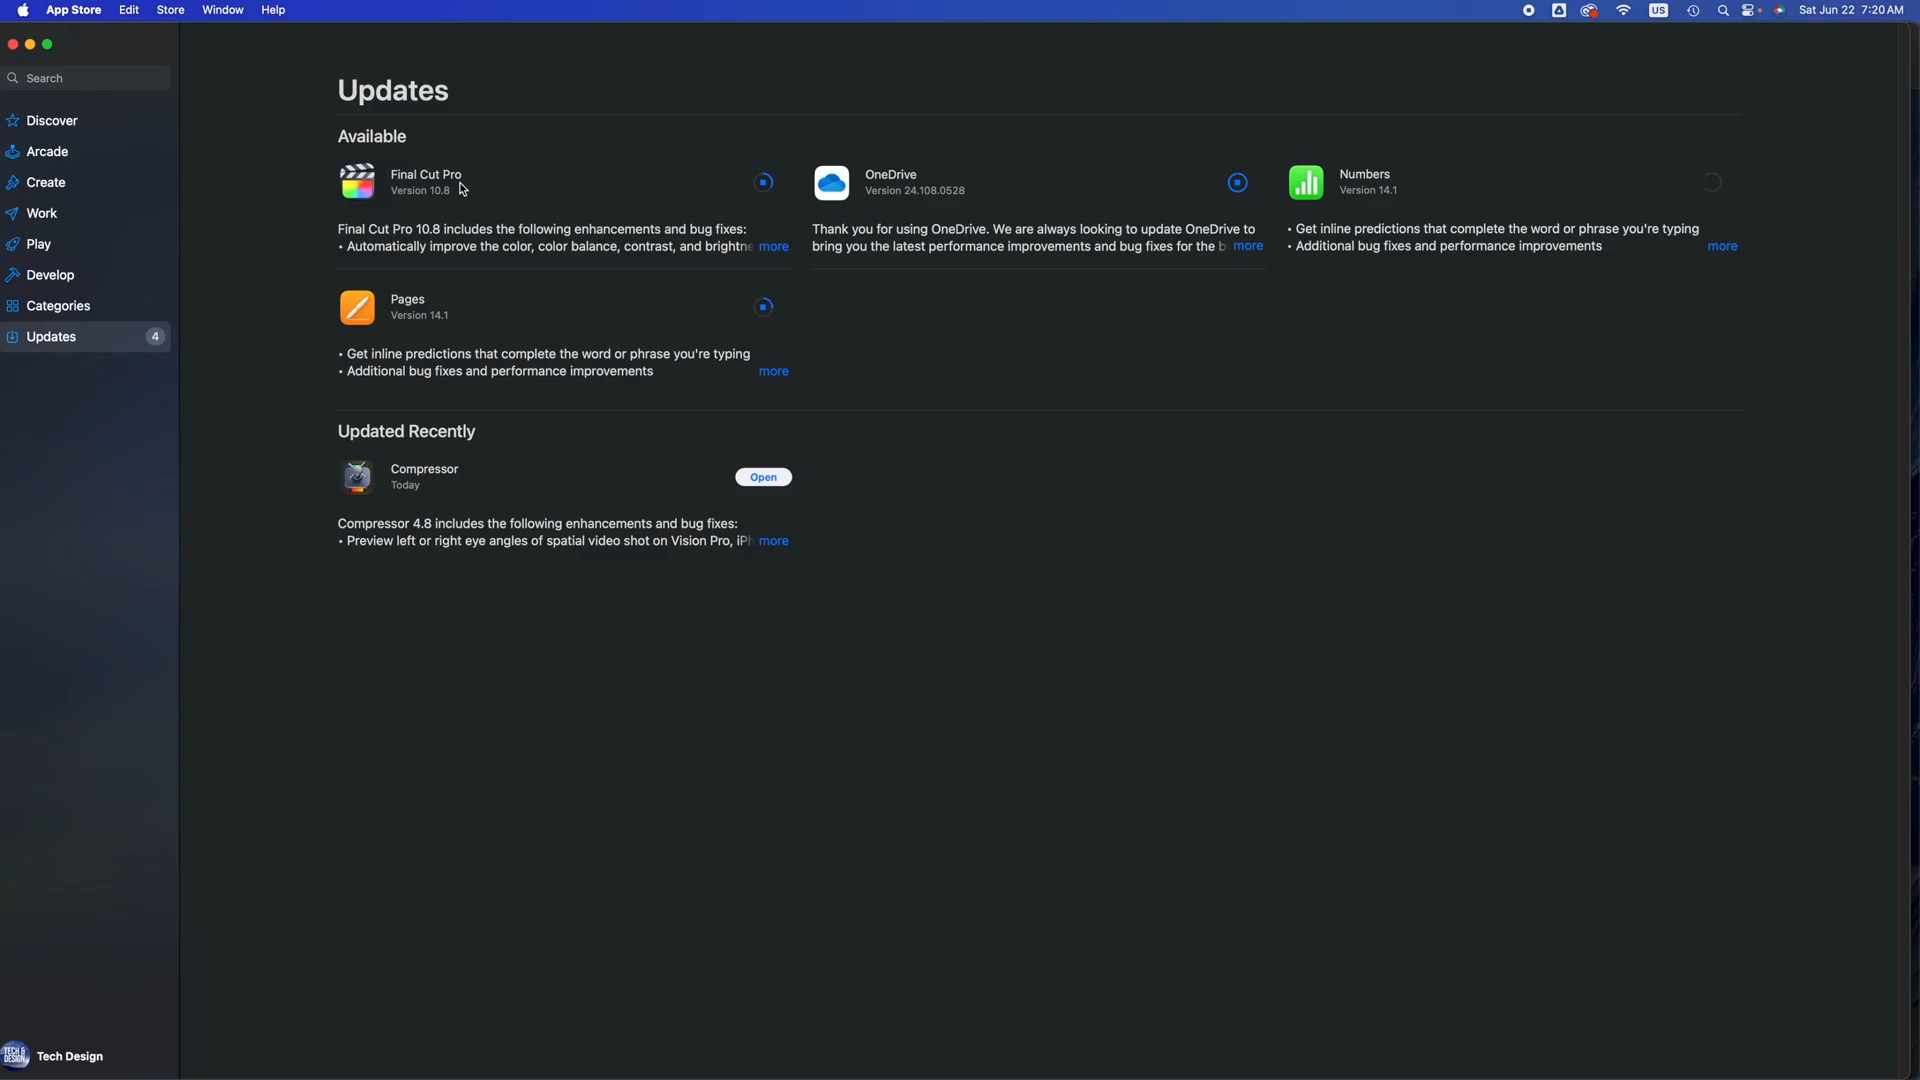 App Store Edit Store Window Help
US Sat Jun 22 7:20 AM
Search
Discover
Arcade
Create
Work
Play
Develop
Categories
Updates 4
TECH &
DESIGN
Tech Design
Updates
Available
Final Cut Pro
Version 10.8
Final Cut Pro 10.8 includes the following enhancements and bug fixes:
• Automatically improve the color, color balance, contrast, and brightne more
OneDrive
Version 24.108.0528
Thank you for using OneDrive. We are always looking to update OneDrive to
bring you the latest performance improvements and bug fixes for the b more
Numbers
Version 14.1
• Get inline predictions that complete the word or phrase you're typing
• Additional bug fixes and performance improvements more
Pages
Version 14.1
• Get inline predictions that complete the word or phrase you're typing
• Additional bug fixes and performance improvements more
Updated Recently
Compressor
Today
Open
Compressor 4.8 includes the following enhancements and bug fixes:
• Preview left or right eye angles of spatial video shot on Vision Pro, iPh more